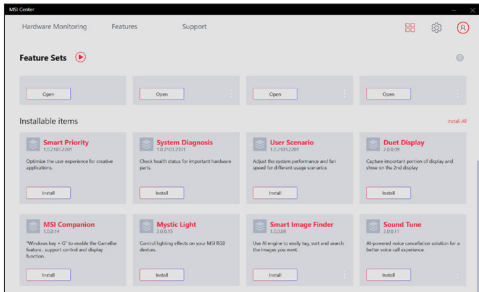 MSI Center
Hardware Monitoring Features Support
Feature Sets
Open Open Open Open
Installable items
Install All
Smart Priority
System Diagnosis
User Scenario
Duet Display
Optimize the user experience for creative
applications.
Check health status for important hardware
parts.
Adjust the system performance and fan
speed for different usage scenarios.
Capture important portion of display and
show on the 2nd display
Install Install Install Install
MSI Companion
Mystic Light
Smart Image Finder
Sound Tune
"Windows key + G" to enable the GameBar
feature, support control and display
function.
Control lighting effects on your MSI RGB
devices.
Use AI engine to easily tag, sort and search
the images you want.
AI-powered noise cancellation solution for a
better voice call experience.
Install Install Install Install